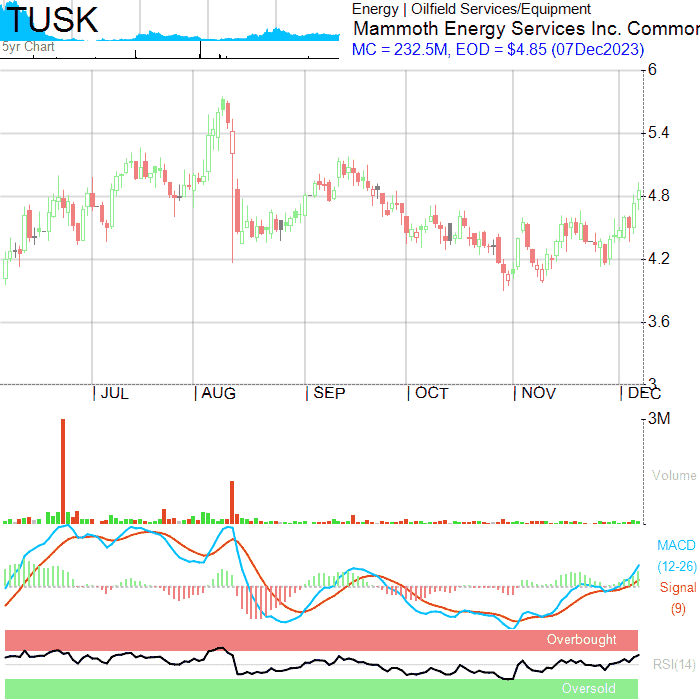 TUSK
5yr Chart
Energy | Oilfield Services/Equipment
Mammoth Energy Services Inc. Common
MC = 232.5M, EOD = $4.85 (07Dec2023)
6
5.4
4.8
4.2
3.6
3
JUL AUG SEP OCT NOV DEC
3M
Volume
MACD
(12-26)
Signal
(9)
Overbought
RSI(14)
Oversold